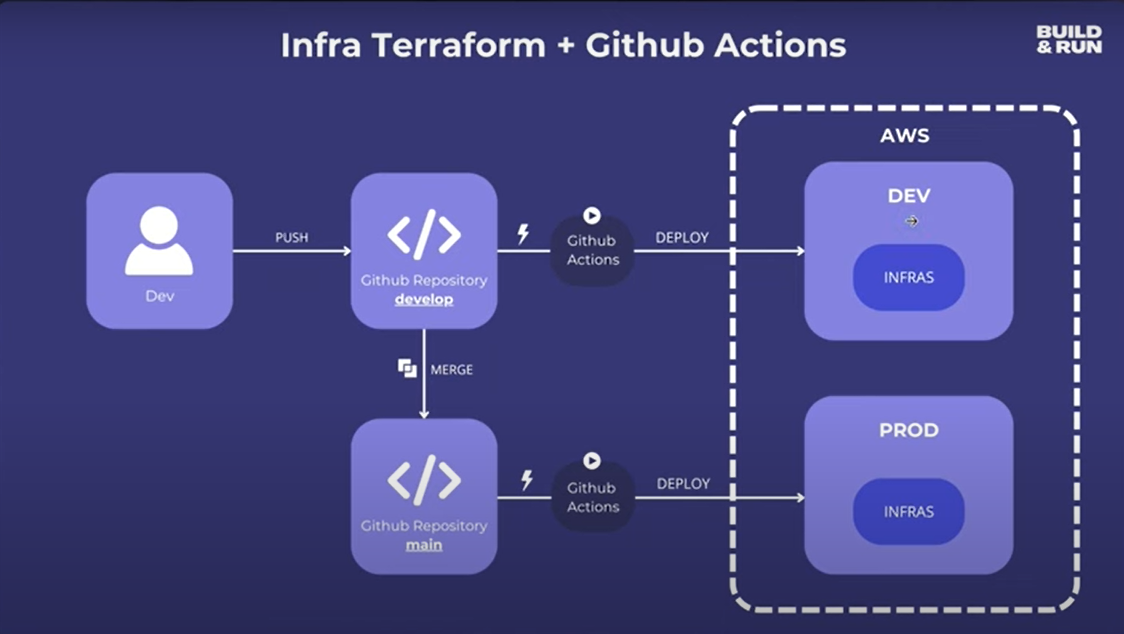 Infra Terraform + Github Actions
BUILD
& RUN
AWS
DEV
INFRAS
Dev
PUSH
Github Repository
develop
Github
Actions
DEPLOY
MERGE
Github Repository
main
Github
Actions
DEPLOY
PROD
INFRAS